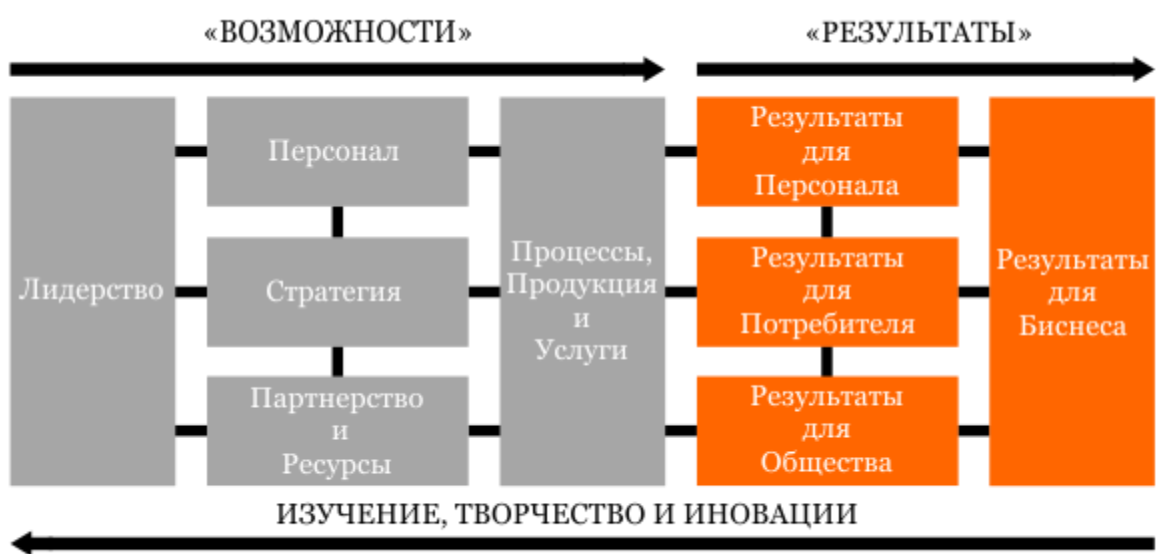 «ВОЗМОЖНОСТИ»
«РЕЗУЛЬТАТЫ»
Лидерство
Персонал
Стратегия
Партнерство
и
Ресурсы
Процессы,
Продукция
и
Услуги
Результаты
для
Персонала
Результаты
для
Потребителя
Результаты
для
Общества
Результаты
для
Биснеса
ИЗУЧЕНИЕ, ТВОРЧЕСТВО И ИНОВАЦИИ